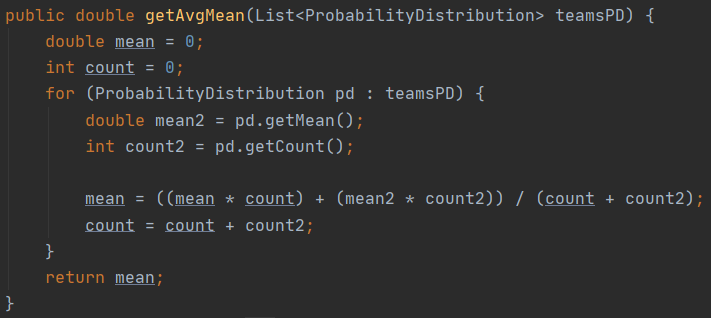 public double getAvgMean(List<ProbabilityDistribution> teamsPD) {
    double mean = 0;
    int count = 0;
    for (ProbabilityDistribution pd : teamsPD) {
        double mean2 = pd.getMean();
        int count2 = pd.getCount();

        mean = ((mean * count) + (mean2 * count2)) / (count + count2);
        count = count + count2;
    }
    return mean;
}